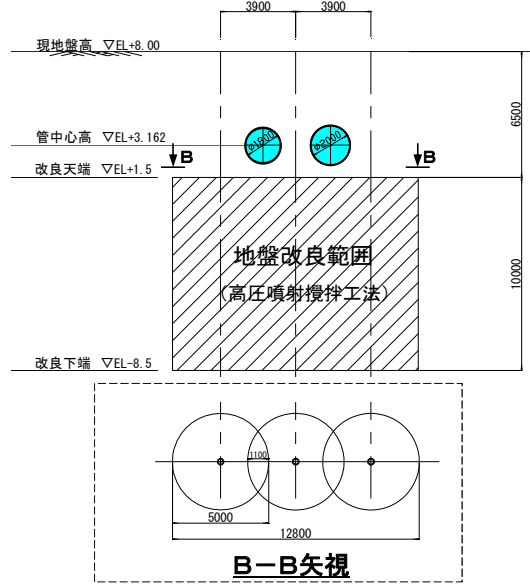 3900 3900
現地盤高 ▽EL+8.00
6500
管中心高 ▽EL+3.162
φ1800 φ2000
B B
改良天端 ▽EL+1.5
地盤改良範囲
(高圧噴射攪拌工法)
10000
改良下端 ▽EL-8.5
1100
5000
12800
B-B矢視